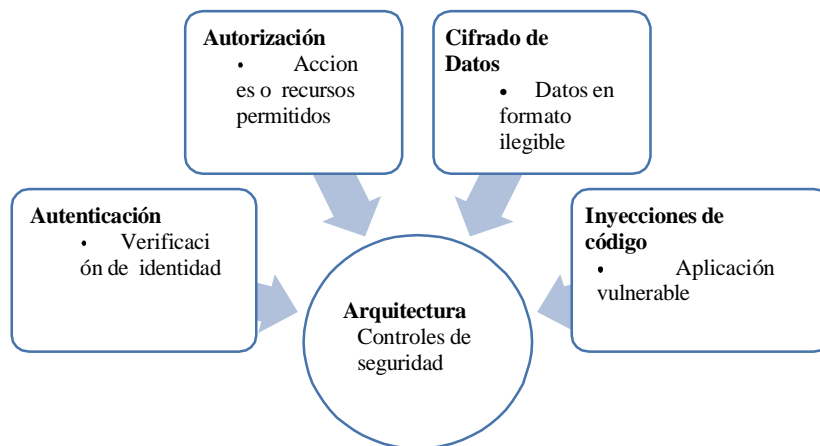 Autorización
• Accion
es o recursos
permitidos
Cifrado de
Datos
• Datos en
formato
ilegible
Autenticación
• Verificaci
ón de identidad
Inyecciones de
código
• Aplicación
vulnerable
Arquitectura
Controles de
seguridad